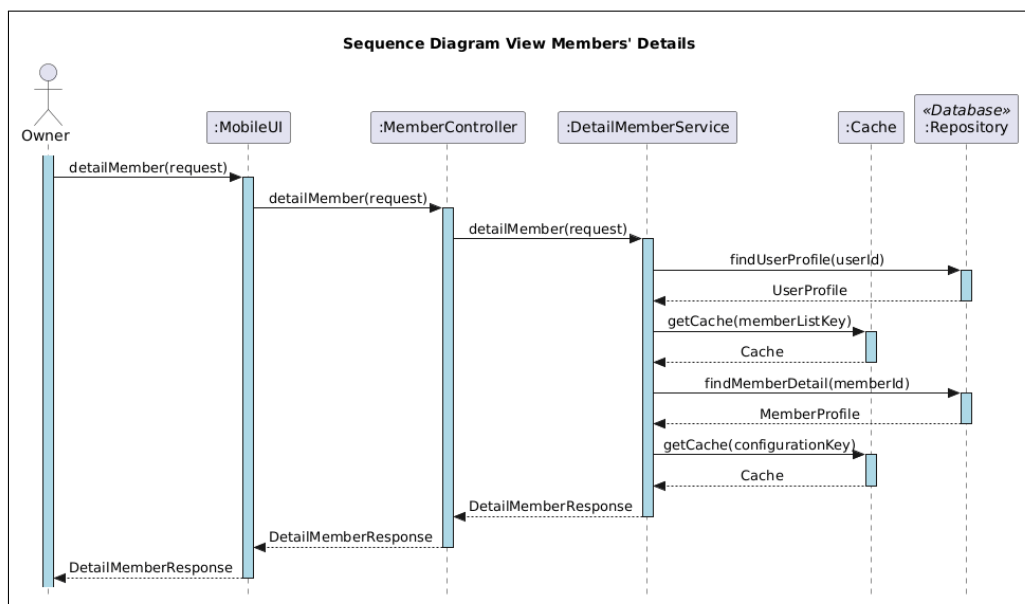 Sequence Diagram View Members' Details
Owner
:MobileUI
:MemberController
:DetailMemberService
:Cache
«Database»
:Repository
detailMember(request)
detailMember(request)
detailMember(request)
findUserProfile(userId)
UserProfile
getCache(memberListKey)
Cache
findMemberDetail(memberId)
MemberProfile
getCache(configurationKey)
Cache
DetailMemberResponse
DetailMemberResponse
DetailMemberResponse